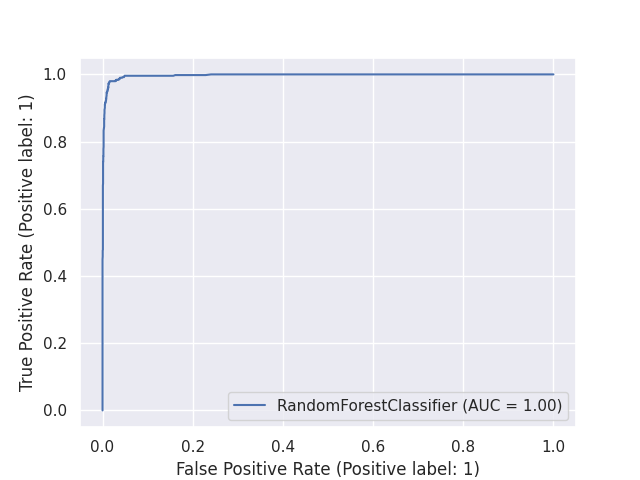 1.0
0.8
0.6
0.4
0.2
0.0
True Positive Rate (Positive label: 1)
RandomForestClassifier (AUC = 1.00)
0.0 0.2 0.4 0.6 0.8 1.0
False Positive Rate (Positive label: 1)